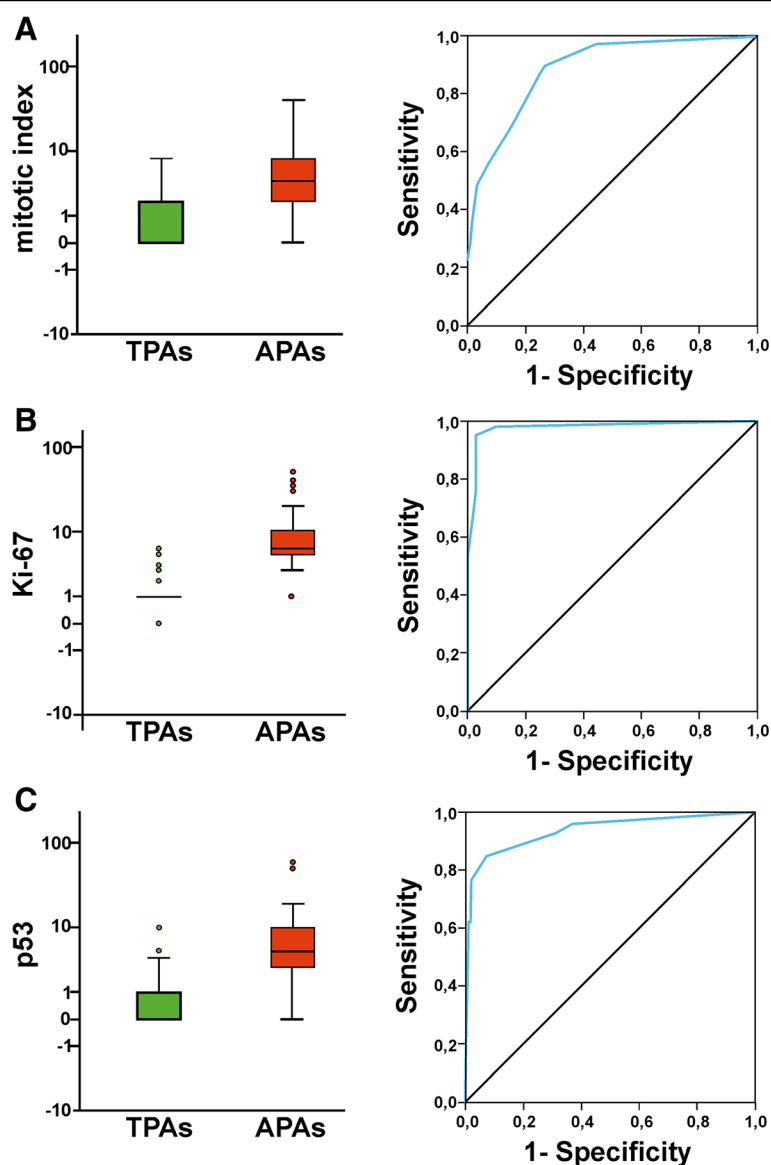 A
mitotic index
100
10
1
0
-1
-10
TPAs APAs
Sensitivity
1,0
0,8
0,6
0,4
0,2
0,0
0,0 0,2 0,4 0,6 0,8 1,0
1- Specificity
B
Ki-67
100
10
1
0
-1
-10
TPAs APAs
Sensitivity
1,0
0,8
0,6
0,4
0,2
0,0
0,0 0,2 0,4 0,6 0,8 1,0
1- Specificity
C
p53
100
10
1
0
-1
-10
TPAs APAs
Sensitivity
1,0
0,8
0,6
0,4
0,2
0,0
0,0 0,2 0,4 0,6 0,8 1,0
1- Specificity